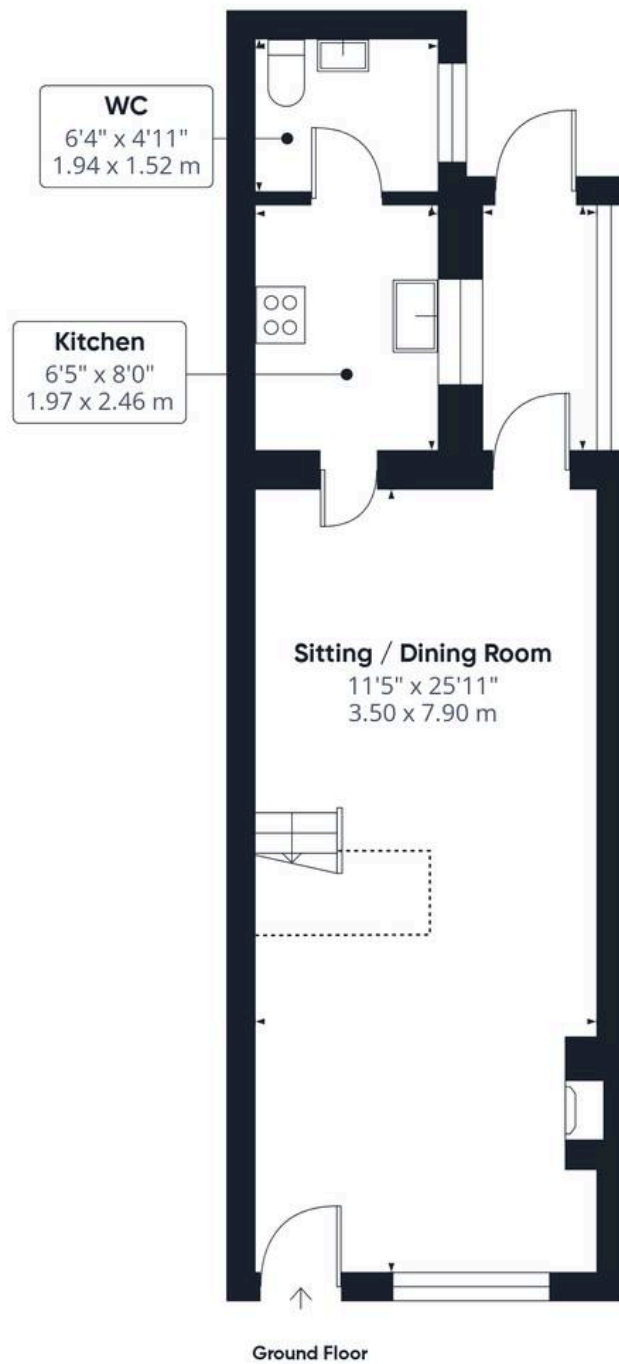 WC
6'4" x 4'11"
1.94 x 1.52 m
Kitchen
6'5" x 8'0"
1.97 x 2.46 m
Sitting / Dining Room
11'5" x 25'11"
3.50 x 7.90 m
Ground Floor